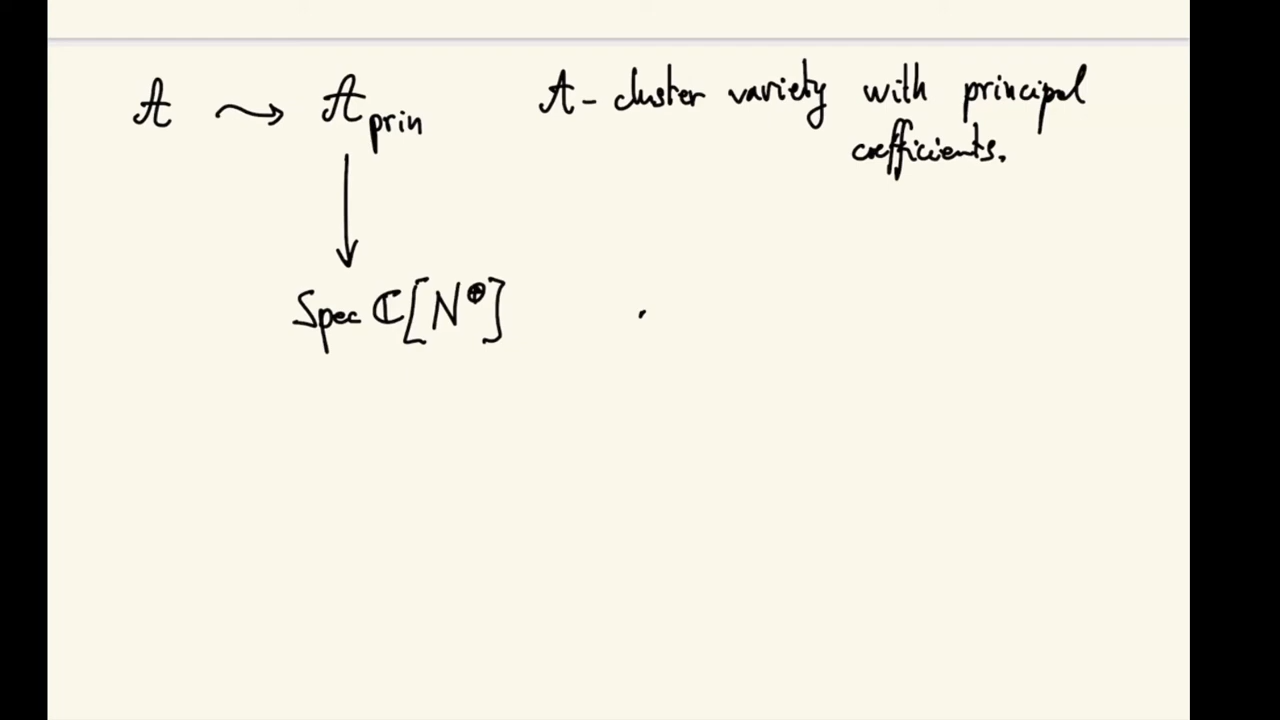 𝒜 ⇝ 𝒜_prin 𝒜-cluster variety with principal
coefficients.
↓
Spec ℂ[N^⊕]